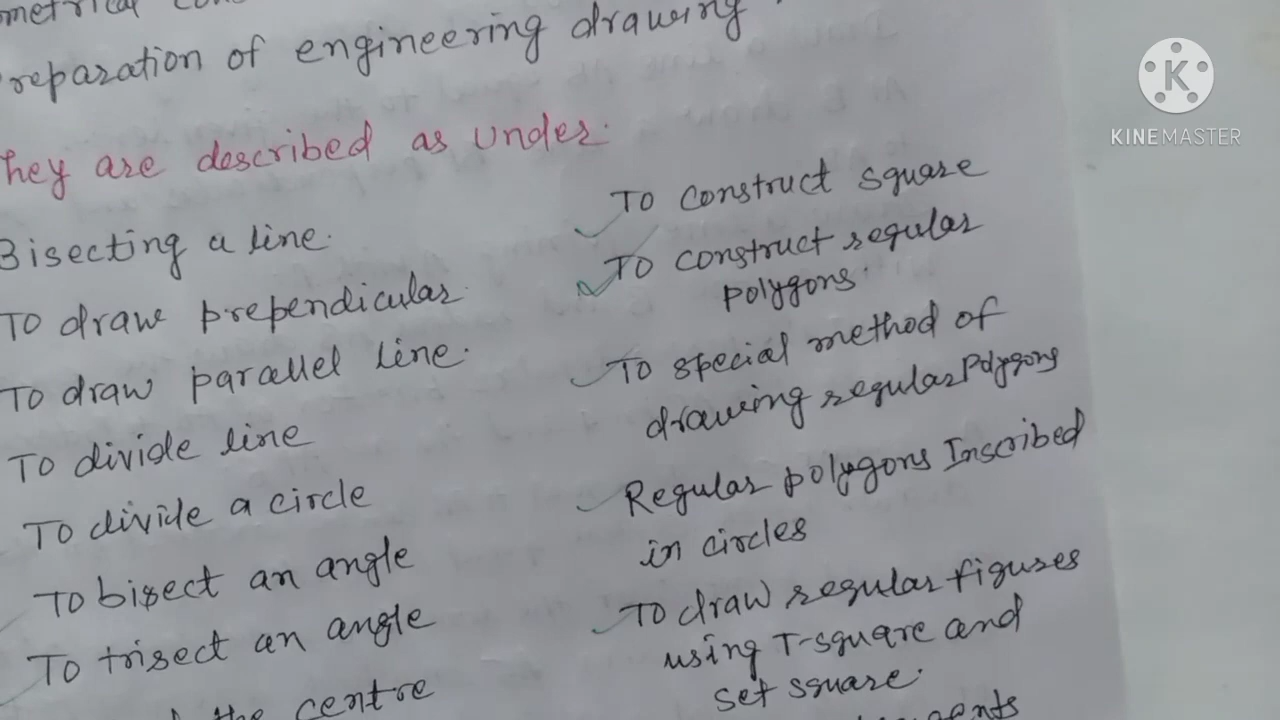 reparation of engineering drawing
hey are described as under.
Bisecting a line.
To draw prependicular.
To draw parallel line.
To divide line
To divide a circle
To bisect an angle
To trisect an angle
the centre
To construct square
To construct regular
polygons.
To special method of
drawing regular Polygons
Regular polygons Inscribed
in circles
To draw regular figures
using T-square and
set square.
K
KINEMASTER